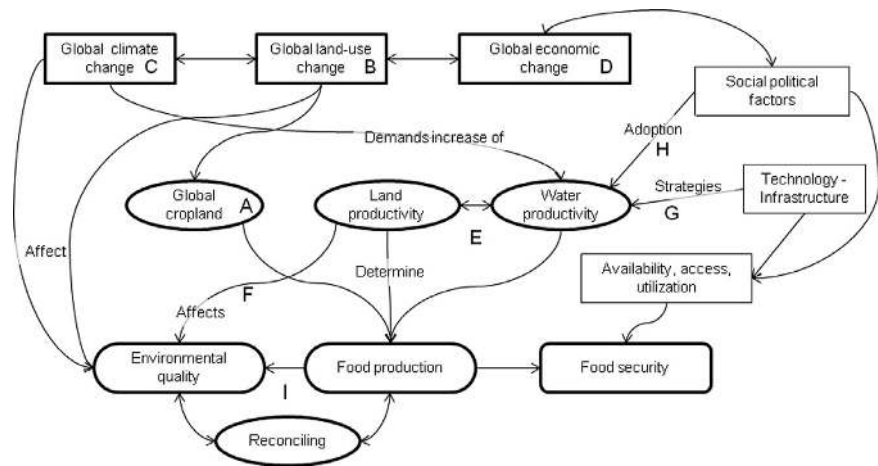 Global climate
change C
Global land-use
change B
Global economic
change D
Social political
factors
Demands increase of
Adoption
H
Global
cropland A
Land
productivity
Water
productivity
Strategies
G
Technology -
Infrastructure
E
Affect
Determine
Availability, access,
utilization
F
Affects
Environmental
quality
Food production
Food security
I
Reconciling